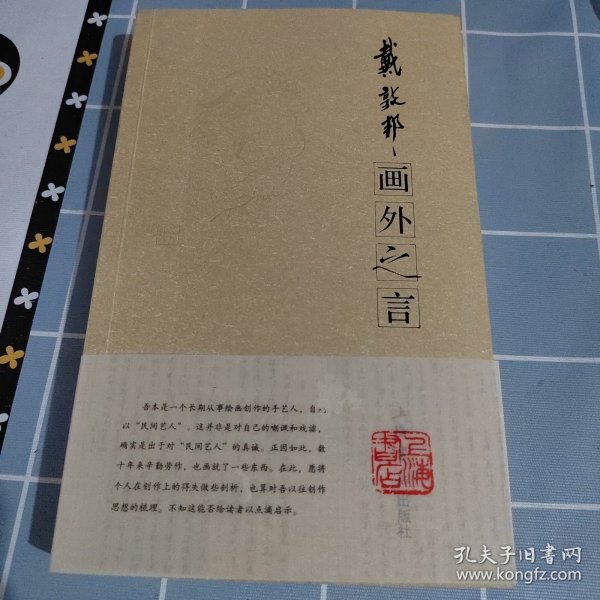 戴敦邦
画外之言
吾本是一个长期从事绘画创作的手艺人，自
以“民间艺人”。这并非是对自己的嘲讽和戏谑，
确实是出于对“民间艺人”的真诚。正因如此，数
十年来辛勤劳作，也画就了一些东西。在此，愿将
个人在创作上的得失做些剖析，也算对吾以往创作
思想的梳理。不知这能否给读者以点滴启示。
上
出版社
孔夫子旧书网
www.kongfz.com